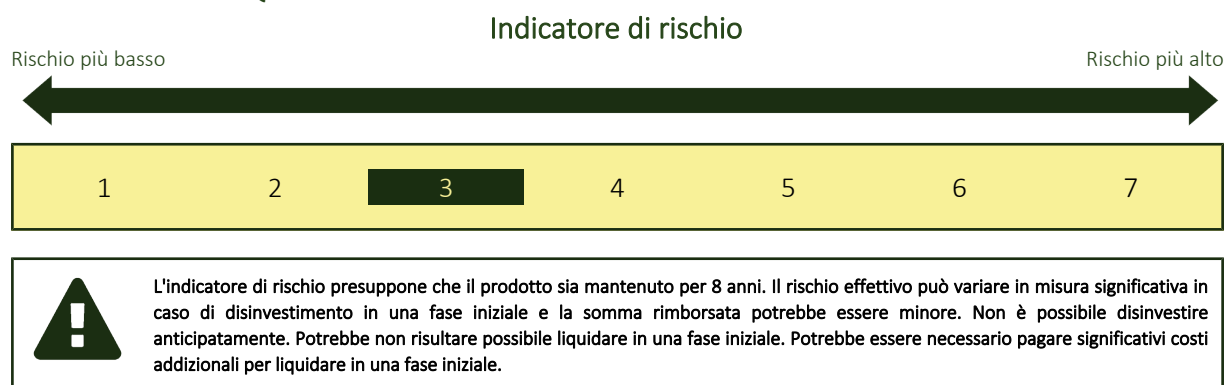 Indicatore di rischio
Rischio più basso
Rischio più alto
1 2 3 4 5 6 7
L'indicatore di rischio presuppone che il prodotto sia mantenuto per 8 anni. Il rischio effettivo può variare in misura significativa in
caso di disinvestimento in una fase iniziale e la somma rimborsata potrebbe essere minore. Non è possibile disinvestire
anticipatamente. Potrebbe non risultare possibile liquidare in una fase iniziale. Potrebbe essere necessario pagare significativi costi
addizionali per liquidare in una fase iniziale.